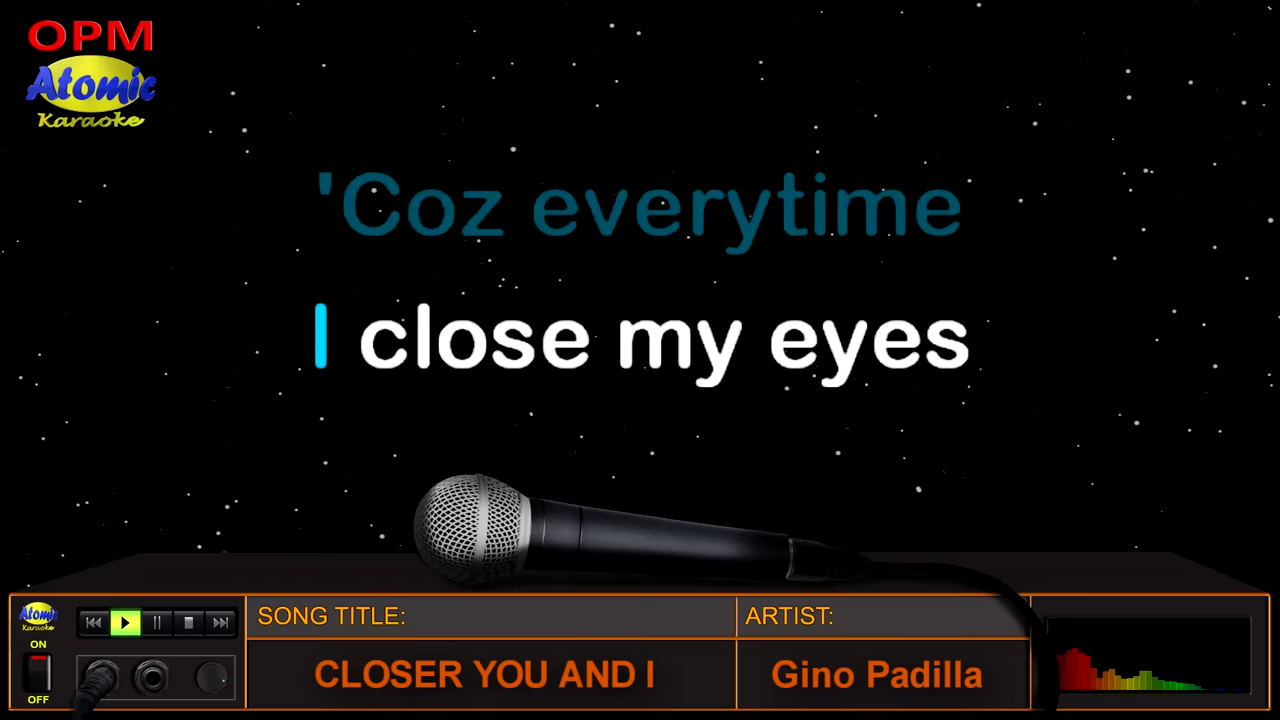 OPM
Atomic
Karaoke
'Coz everytime
I close my eyes
Atomic
Karaoke
ON
OFF
SONG TITLE:
ARTIST:
CLOSER YOU AND I
Gino Padilla